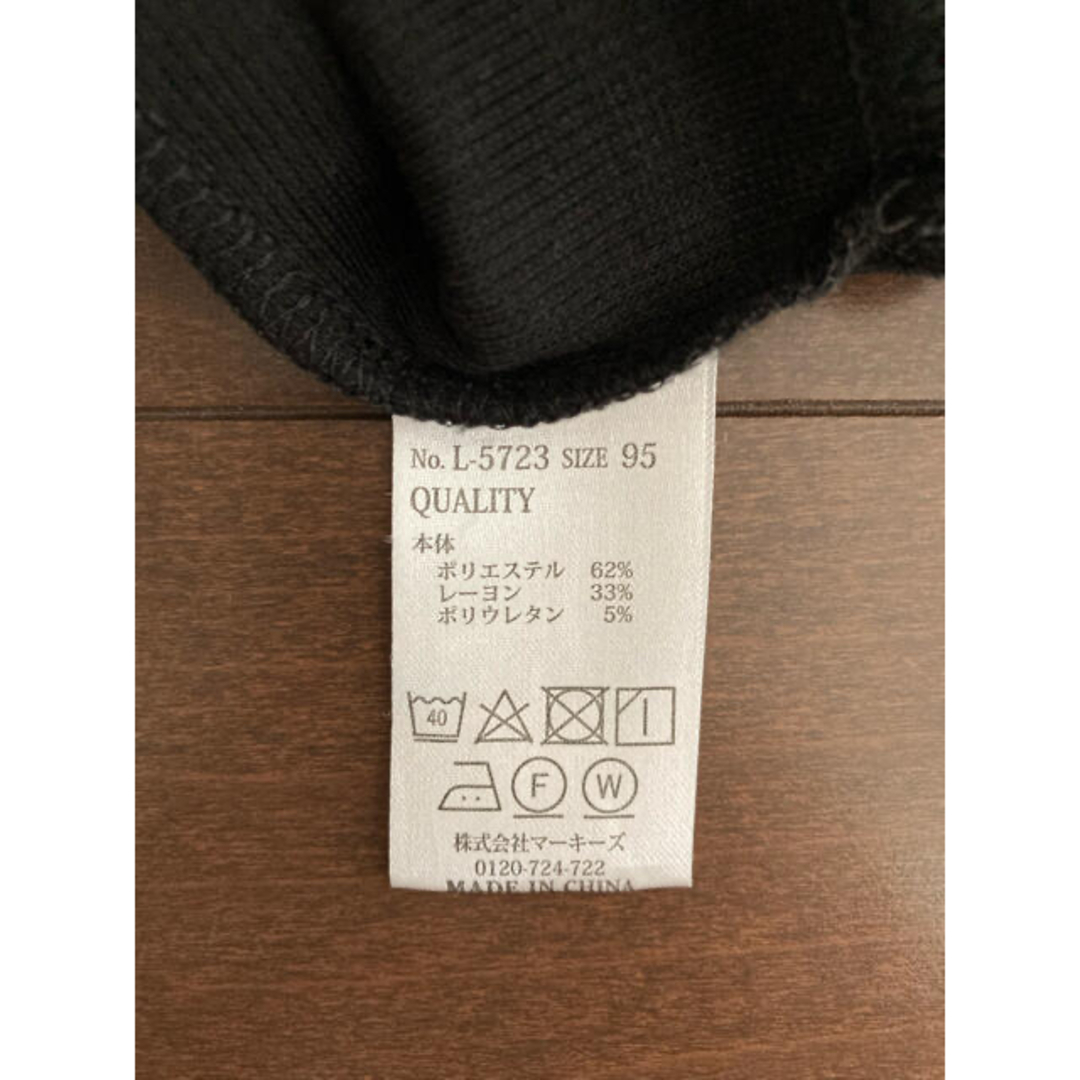 No. L-5723 SIZE 95
QUALITY
本体
ポリエステル 62%
レーヨン 33%
ポリウレタン 5%
40
F W
株式会社マーキーズ
0120-724-722
MADE IN CHINA